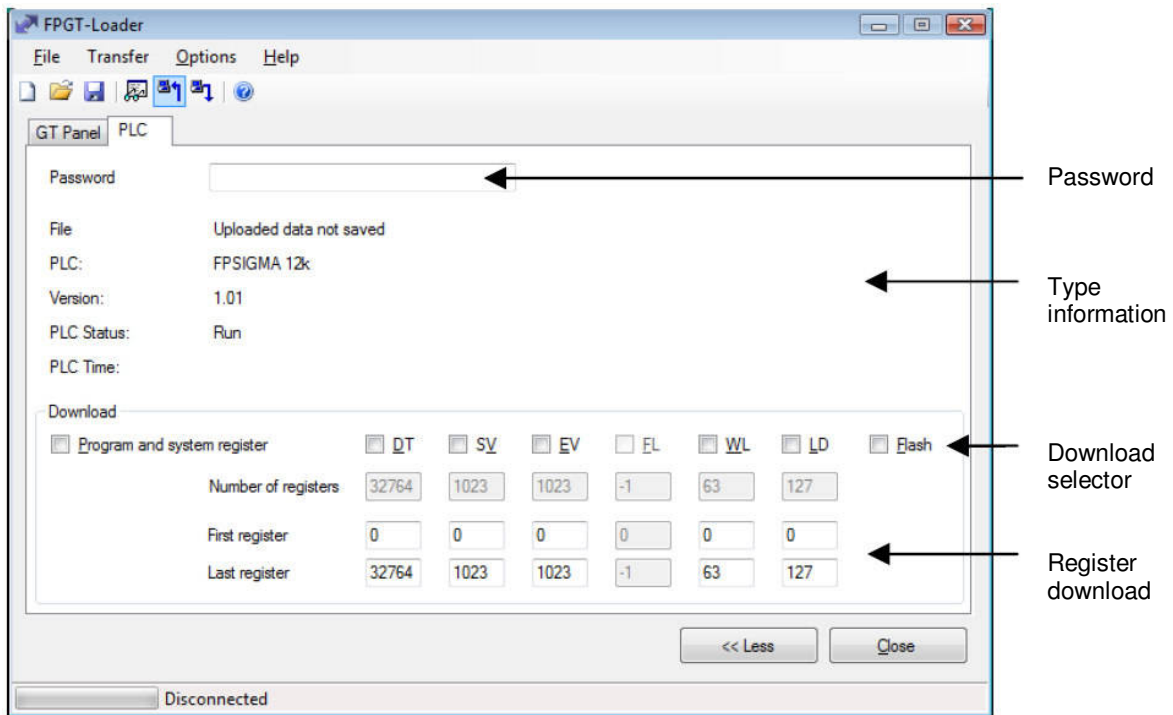 FPGT-Loader
File Transfer Options Help
GT Panel PLC
Password
Password
File Uploaded data not saved
PLC: FPSIGMA 12k
Type
information
Version: 1.01
PLC Status: Run
PLC Time:
Download
Program and system register DT SV EV FL WL LD Flash
Download
selector
Number of registers 32764 1023 1023 -1 63 127
First register 0 0 0 0 0 0
Register
download
Last register 32764 1023 1023 -1 63 127
<< Less Close
Disconnected